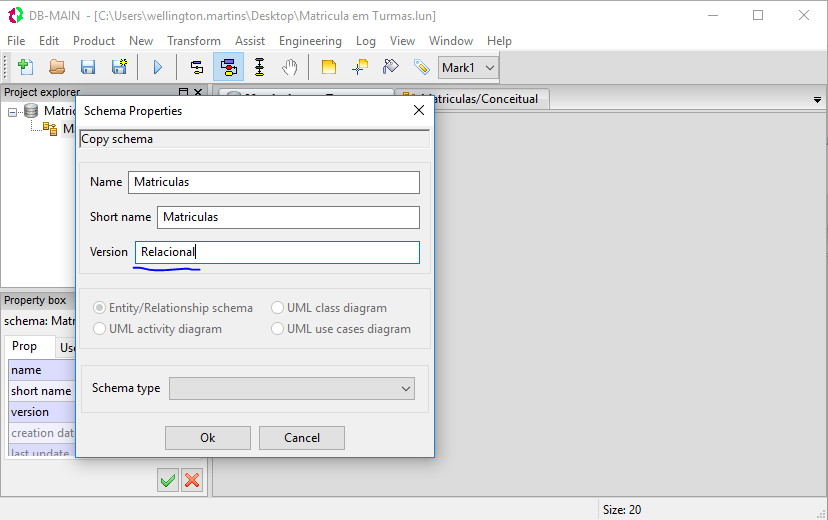 DB-MAIN - [C:\Users\wellington.martins\Desktop\Matricula em Turmas.lun]
File Edit Product New Transform Assist Engineering Log View Window Help
Mark1
Project explorer
Matriculas/Conceitual
Schema Properties
Copy schema
Name Matriculas
Short name Matriculas
Version Relacional
Entity/Relationship schema UML class diagram
UML activity diagram UML use cases diagram
Schema type
Ok Cancel
Property box
schema: Matr
Prop Use
name
short name
version
creation dat
last update
Size: 20